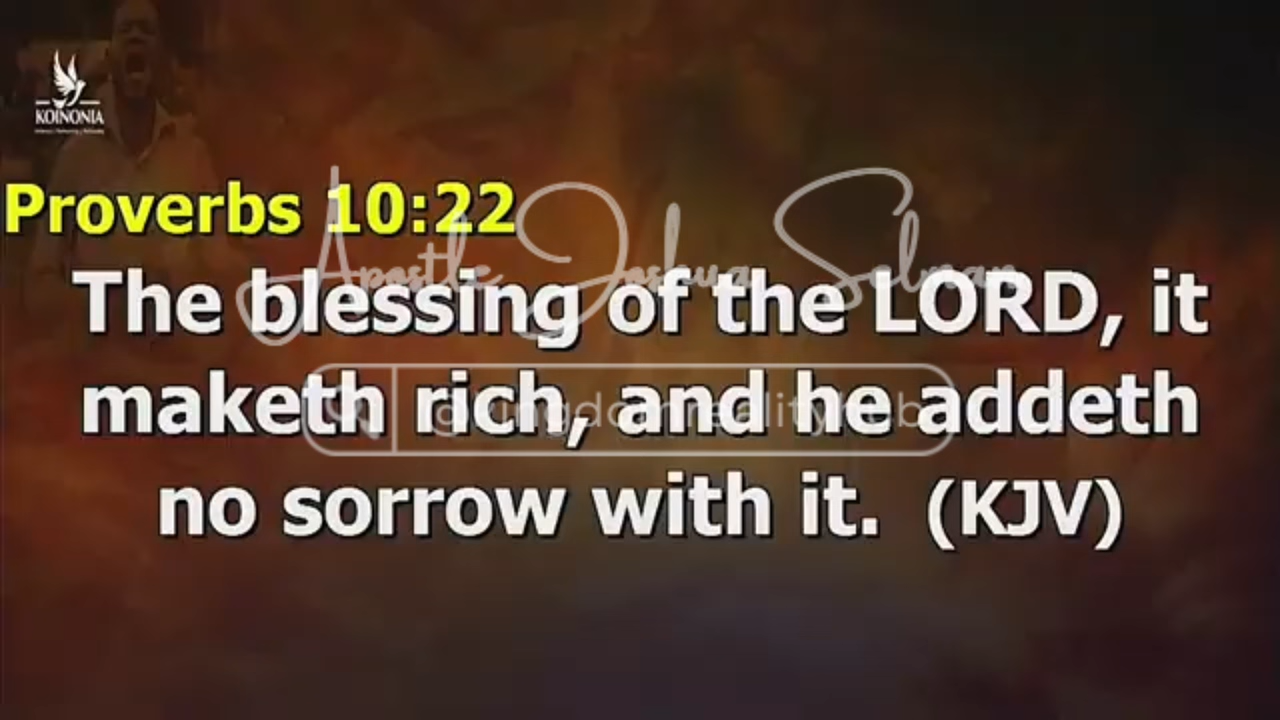 KOINONIA
Proverbs 10:22
Apostle Joshua Selman
The blessing of the LORD, it
maketh rich, and he addeth
@kingdomrealityhub
no sorrow with it. (KJV)